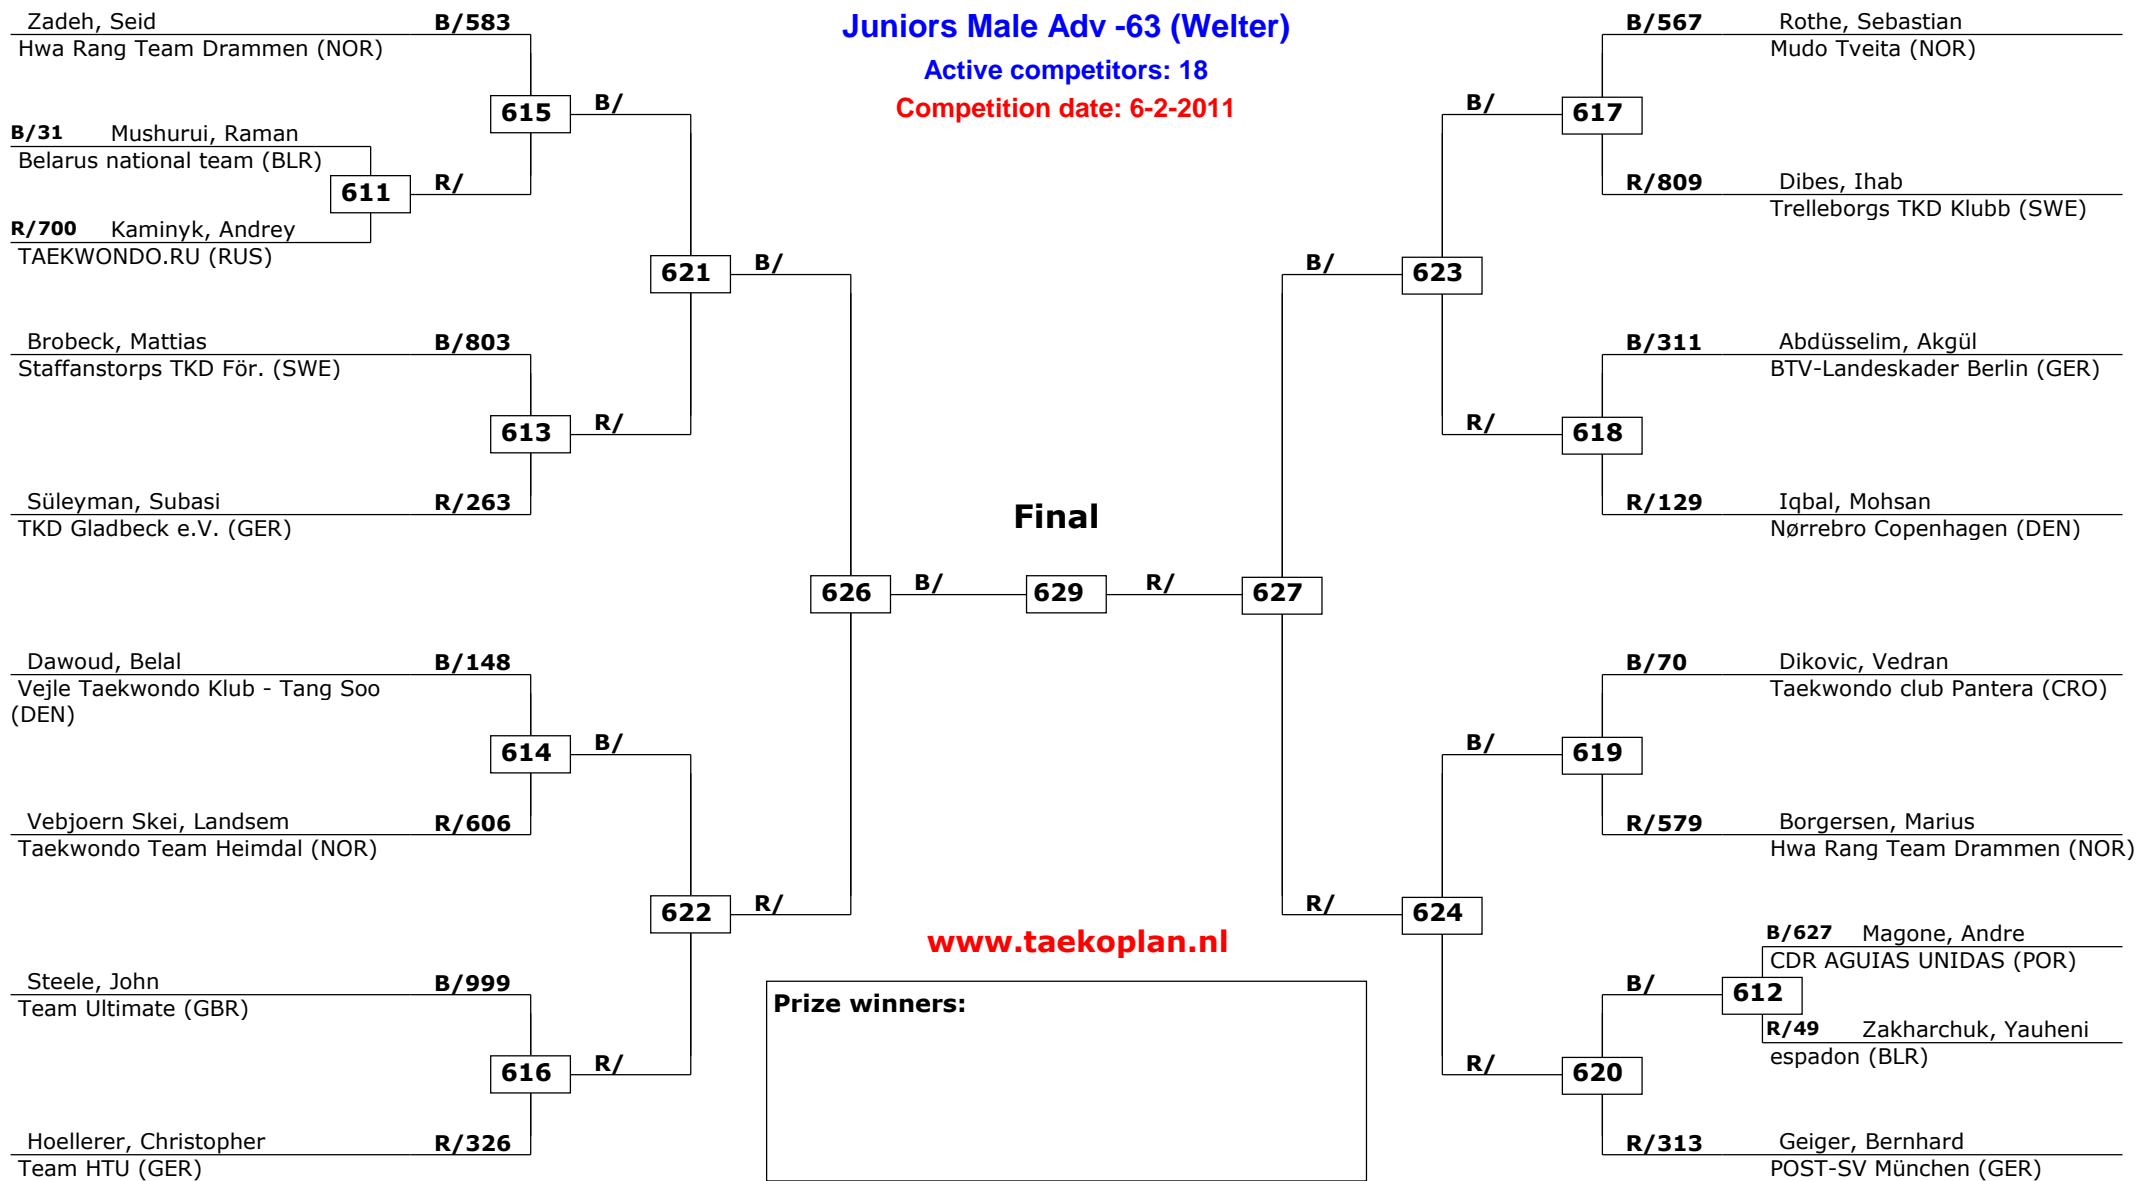 Juniors Male Adv -63 (Welter)
Active competitors: 18
Competition date: 6-2-2011
Zadeh, Seid B/583
Hwa Rang Team Drammen (NOR)
615 B/
B/31 Mushurui, Raman
Belarus national team (BLR)
611 R/
R/700 Kaminyk, Andrey
TAEKWONDO.RU (RUS)
621 B/
Brobeck, Mattias B/803
Staffanstorps TKD För. (SWE)
613 R/
Süleyman, Subasi R/263
TKD Gladbeck e.V. (GER)
Final
626 B/ 629 R/ 627
Dawoud, Belal B/148
Vejle Taekwondo Klub - Tang Soo
(DEN)
614 B/
Vebjoern Skei, Landsem R/606
Taekwondo Team Heimdal (NOR)
622 R/
Steele, John B/999
Team Ultimate (GBR)
616 R/
Hoellerer, Christopher R/326
Team HTU (GER)
B/567 Rothe, Sebastian
Mudo Tveita (NOR)
B/ 617
R/809 Dibes, Ihab
Trelleborgs TKD Klubb (SWE)
B/ 623
B/311 Abdüsselim, Akgül
BTV-Landeskader Berlin (GER)
R/ 618
R/129 Iqbal, Mohsan
Nørrebro Copenhagen (DEN)
B/70 Dikovic, Vedran
Taekwondo club Pantera (CRO)
B/ 619
R/579 Borgersen, Marius
Hwa Rang Team Drammen (NOR)
R/ 624
B/627 Magone, Andre
CDR AGUIAS UNIDAS (POR)
B/ 612
R/49 Zakharchuk, Yauheni
espadon (BLR)
R/ 620
R/313 Geiger, Bernhard
POST-SV München (GER)
www.taekoplan.nl
Prize winners: